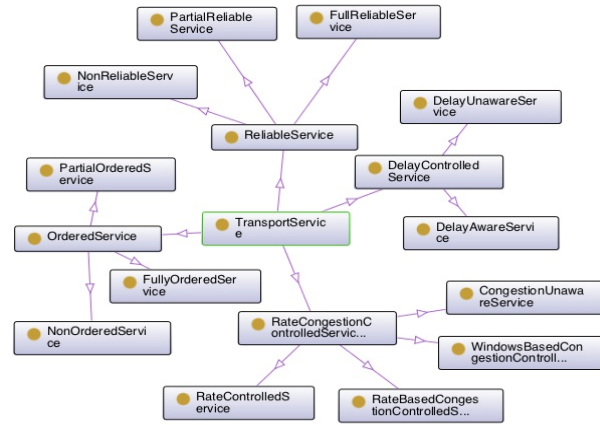 PartialReliable
Service
FullReliableSer
vice
NonReliableServ
ice
DelayUnawareSer
vice
ReliableService
DelayControlled
Service
PartialOrderedS
ervice
TransportServic
e
DelayAwareServi
ce
OrderedService
FullyOrderedSer
vice
CongestionUnawa
reService
NonOrderedServi
ce
RateCongestionC
ontrolledServic...
WindowsBasedCon
gestionControll...
RateControlledS
ervice
RateBasedConges
tionControlledS...